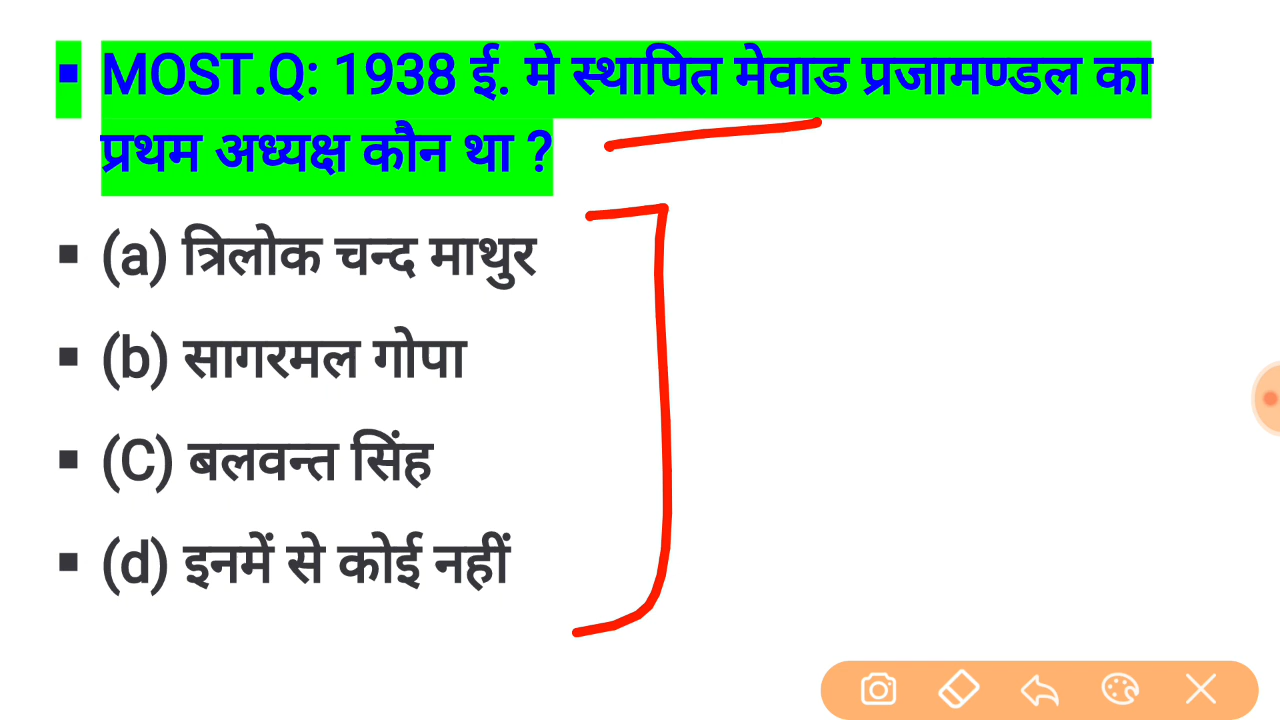 ▪ MOST.Q: 1938 ई. मे स्थापित मेवाड प्रजामण्डल का
प्रथम अध्यक्ष कौन था ?
▪ (a) त्रिलोक चन्द माथुर
▪ (b) सागरमल गोपा
▪ (C) बलवन्त सिंह
▪ (d) इनमें से कोई नहीं